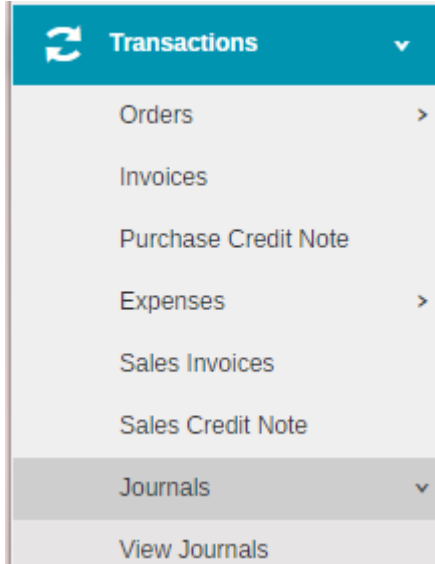 Transactions
Orders
Invoices
Purchase Credit Note
Expenses
Sales Invoices
Sales Credit Note
Journals
View Journals